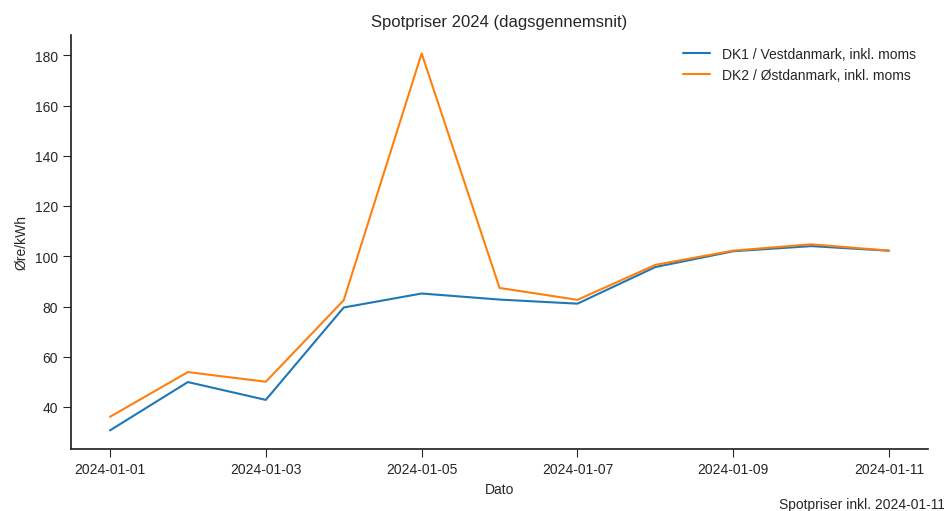 Spotpriser 2024 (dagsgennemsnit)
DK1 / Vestdanmark, inkl. moms
DK2 / Østdanmark, inkl. moms
Øre/kWh
180
160
140
120
100
80
60
40
2024-01-01
2024-01-03
2024-01-05
2024-01-07
2024-01-09
2024-01-11
Dato
Spotpriser inkl. 2024-01-11